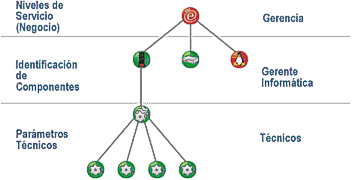 Niveles de
Servicio
(Negocio)
Gerencia
Identificación
de
Componentes
Gerente
Informática
Parámetros
Técnicos
Técnicos